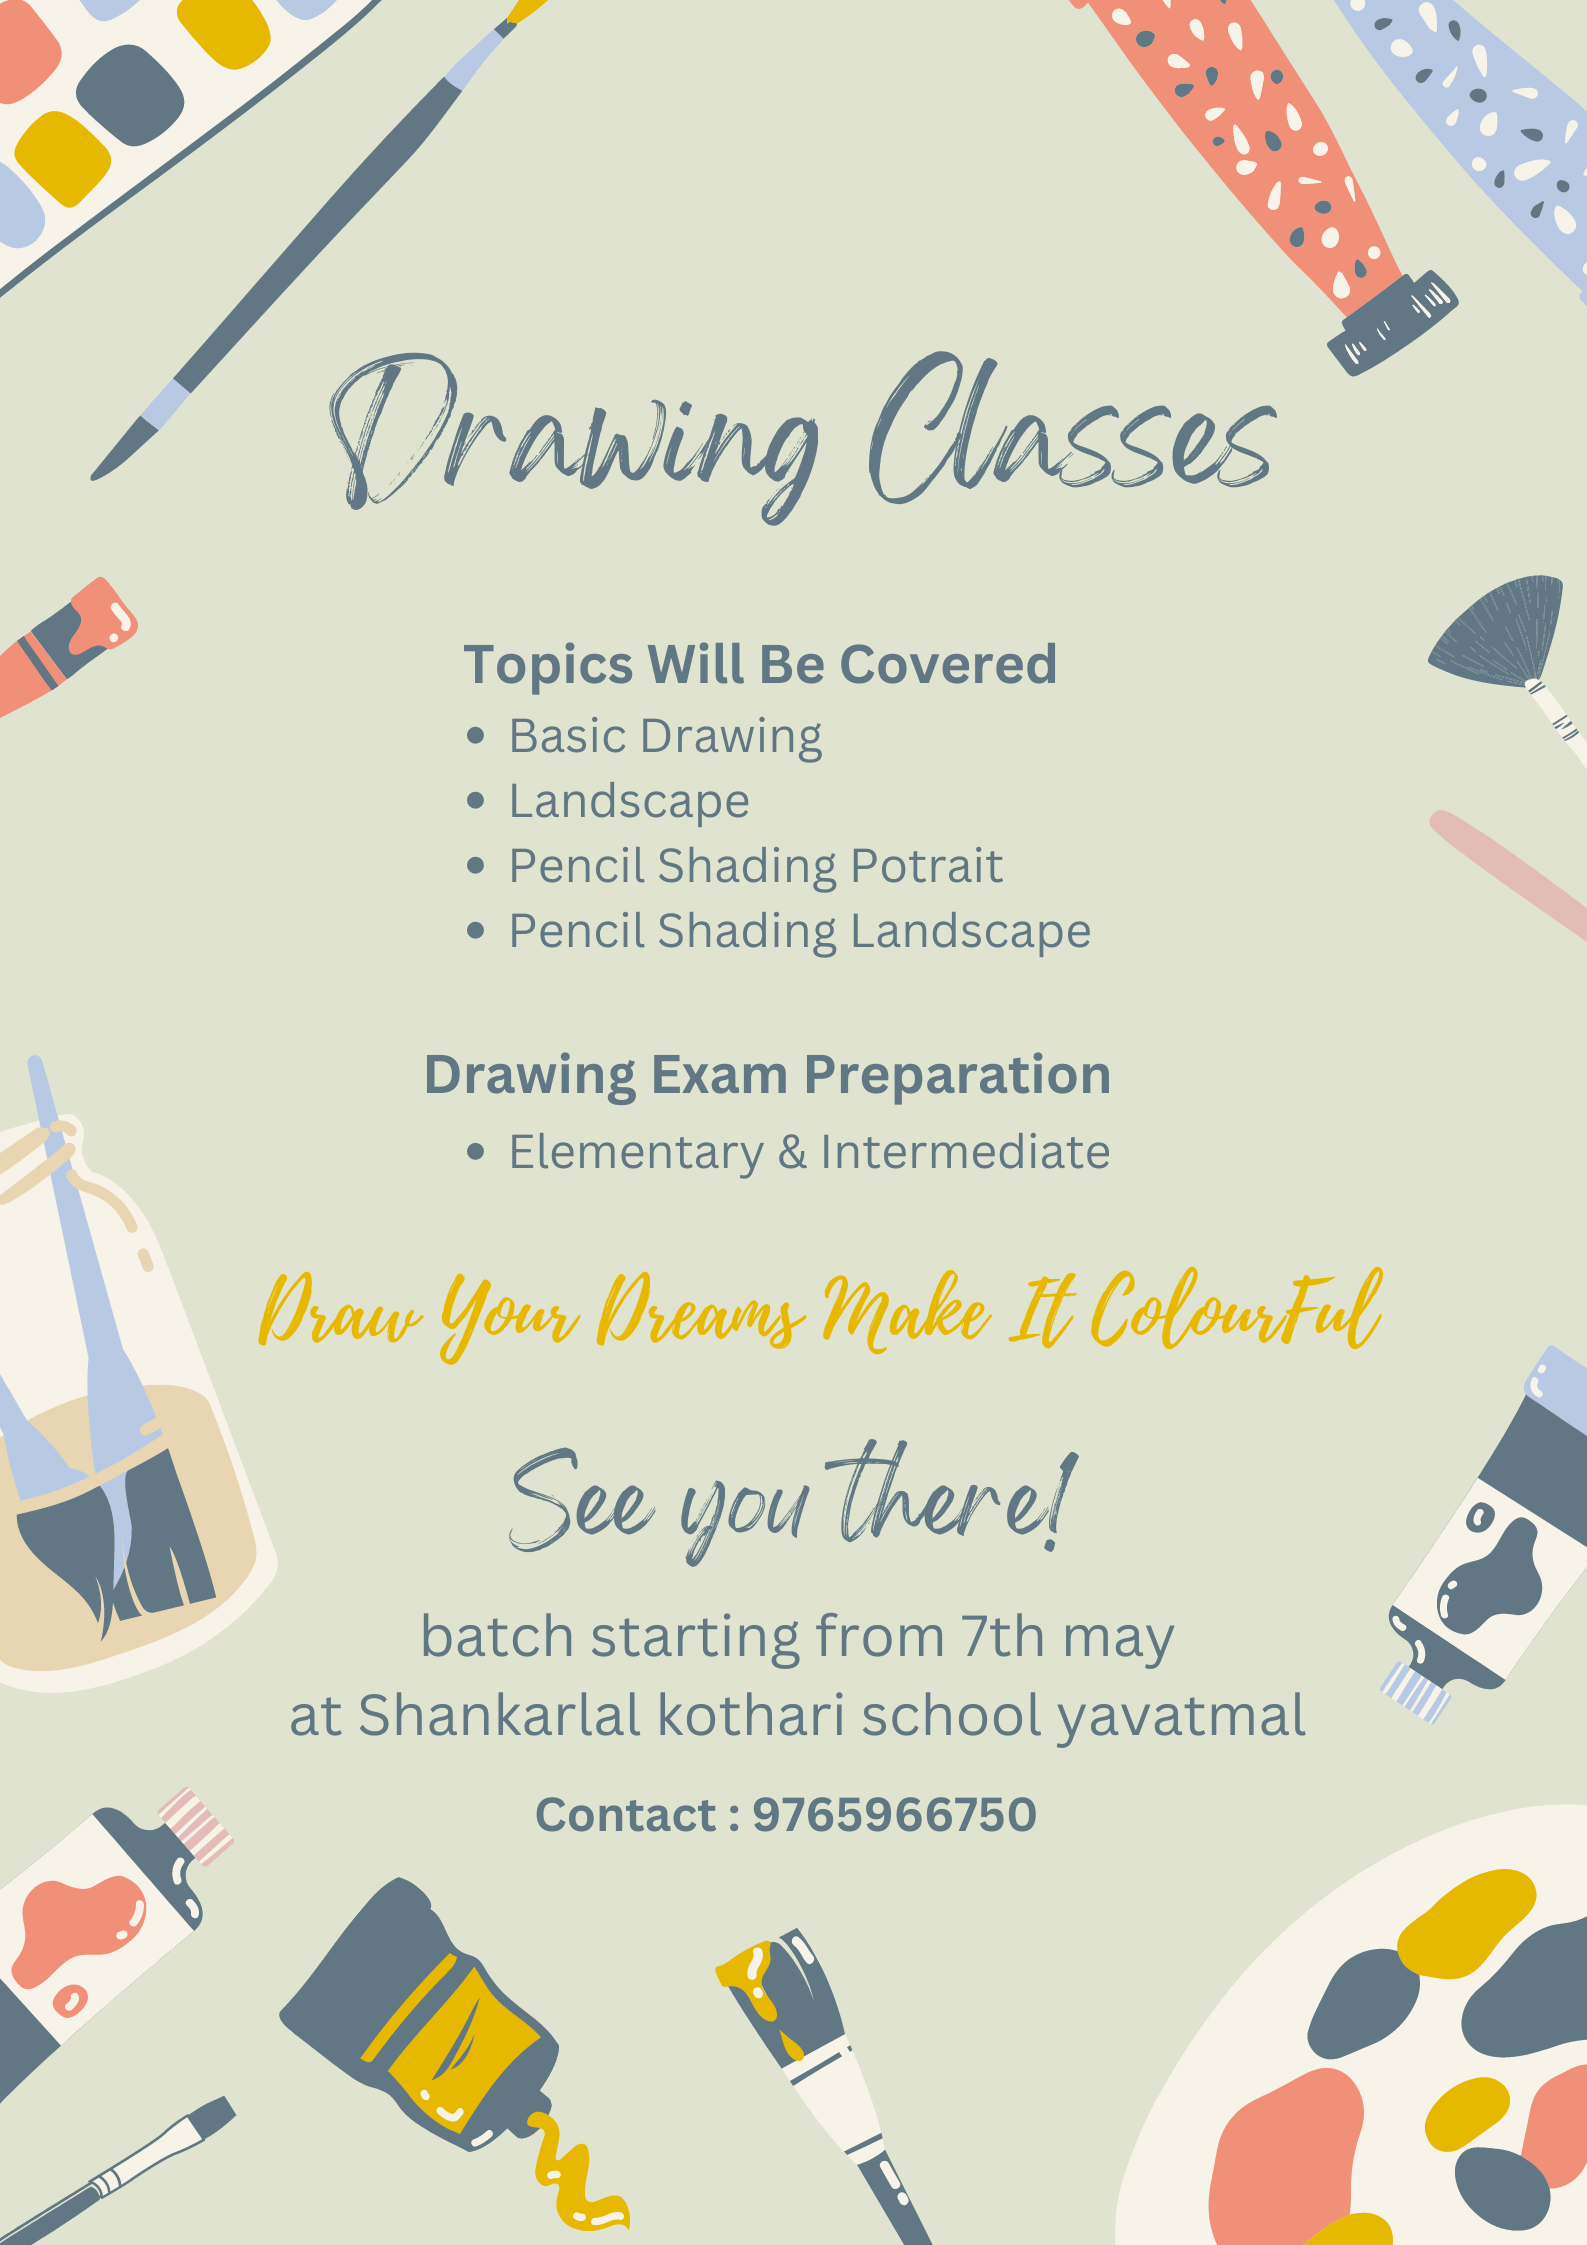 Drawing Classes
Topics Will Be Covered
• Basic Drawing
• Landscape
• Pencil Shading Potrait
• Pencil Shading Landscape
Drawing Exam Preparation
• Elementary & Intermediate
Draw Your Dreams Make It ColourFul
See you there!
batch starting from 7th may
at Shankarlal kothari school yavatmal
Contact : 9765966750